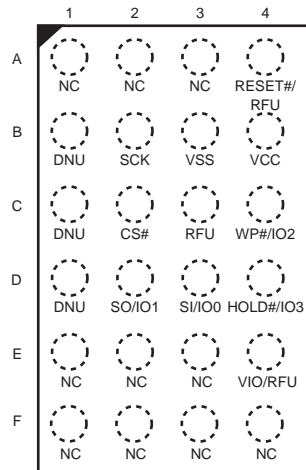 1 2 3 4
A
NC NC NC RESET#/
RFU
B
DNU SCK VSS VCC
C
DNU CS# RFU WP#/IO2
D
DNU SO/IO1 SI/IO0 HOLD#/IO3
E
NC NC NC VIO/RFU
F
NC NC NC NC